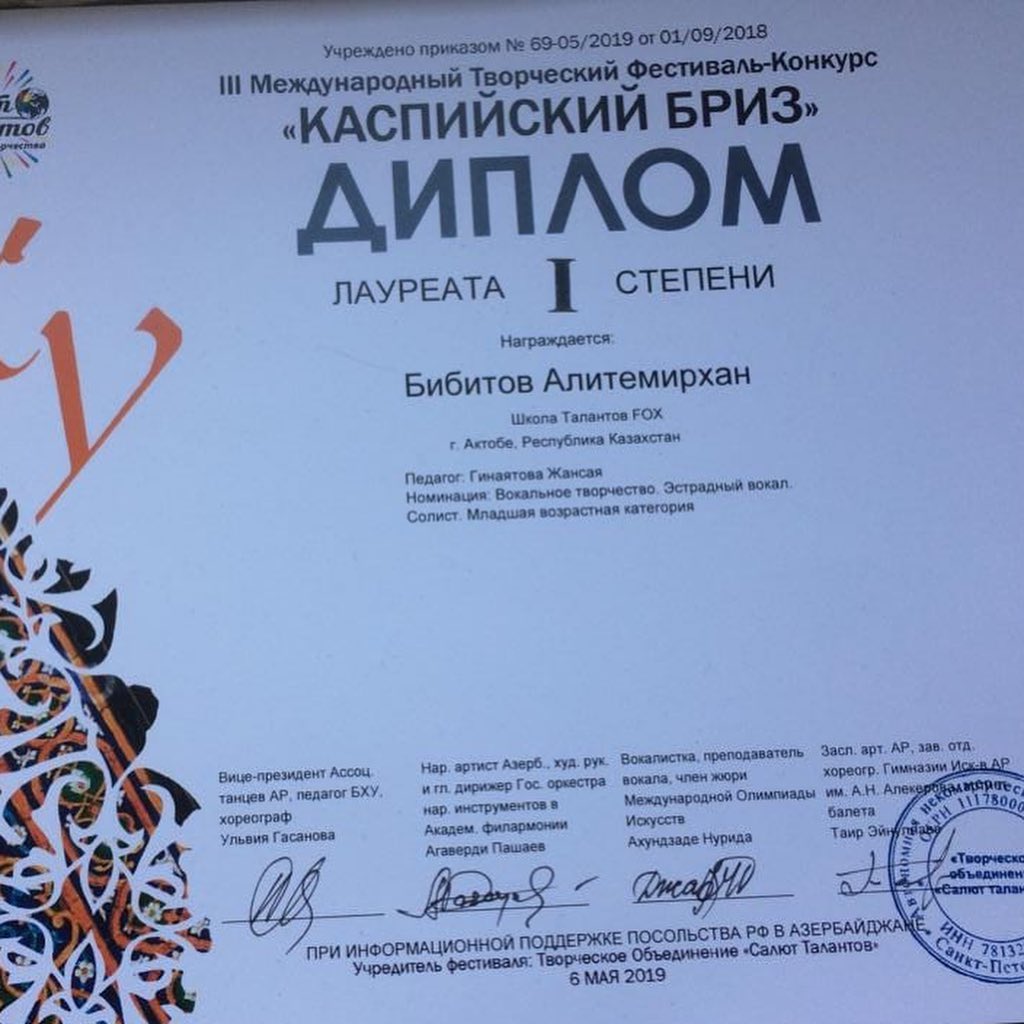 Учреждено приказом № 69-05/2019 от 01/09/2018
III Международный Творческий Фестиваль-Конкурс
«КАСПИЙСКИЙ БРИЗ»
ДИПЛОМ
ЛАУРЕАТА I СТЕПЕНИ
Награждается:
Бибитов Алитемирхан
Школа Талантов FOX
г. Актобе, Республика Казахстан
Педагог: Гинаятова Жансая
Номинация: Вокальное творчество. Эстрадный вокал.
Солист. Младшая возрастная категория
Вице-президент Ассоц.
танцев АР, педагог БХУ,
хореограф
Ульвия Гасанова
Нар. артист Азерб., худ. рук.
и гл. дирижер Гос. оркестра
нар. инструментов в
Академ. филармонии
Агаверди Пашаев
Вокалистка, преподаватель
вокала, член жюри
Международной Олимпиады
Искусств
Ахундзаде Нурида
Засл. арт. АР, зав. отд.
хореогр. Гимназии Иск-в АР
им. А.Н.
балета
Таир
«Творческо
объединен
«Салют талан
ИНН 78132
Санкт-Пете
ПРИ ИНФОРМАЦИОННОЙ ПОДДЕРЖКЕ ПОСОЛЬСТВА РФ В АЗЕРБАЙДЖАНЕ
Учредитель фестиваля: Творческое Объединение «Салют Талантов»
6 МАЯ 2019